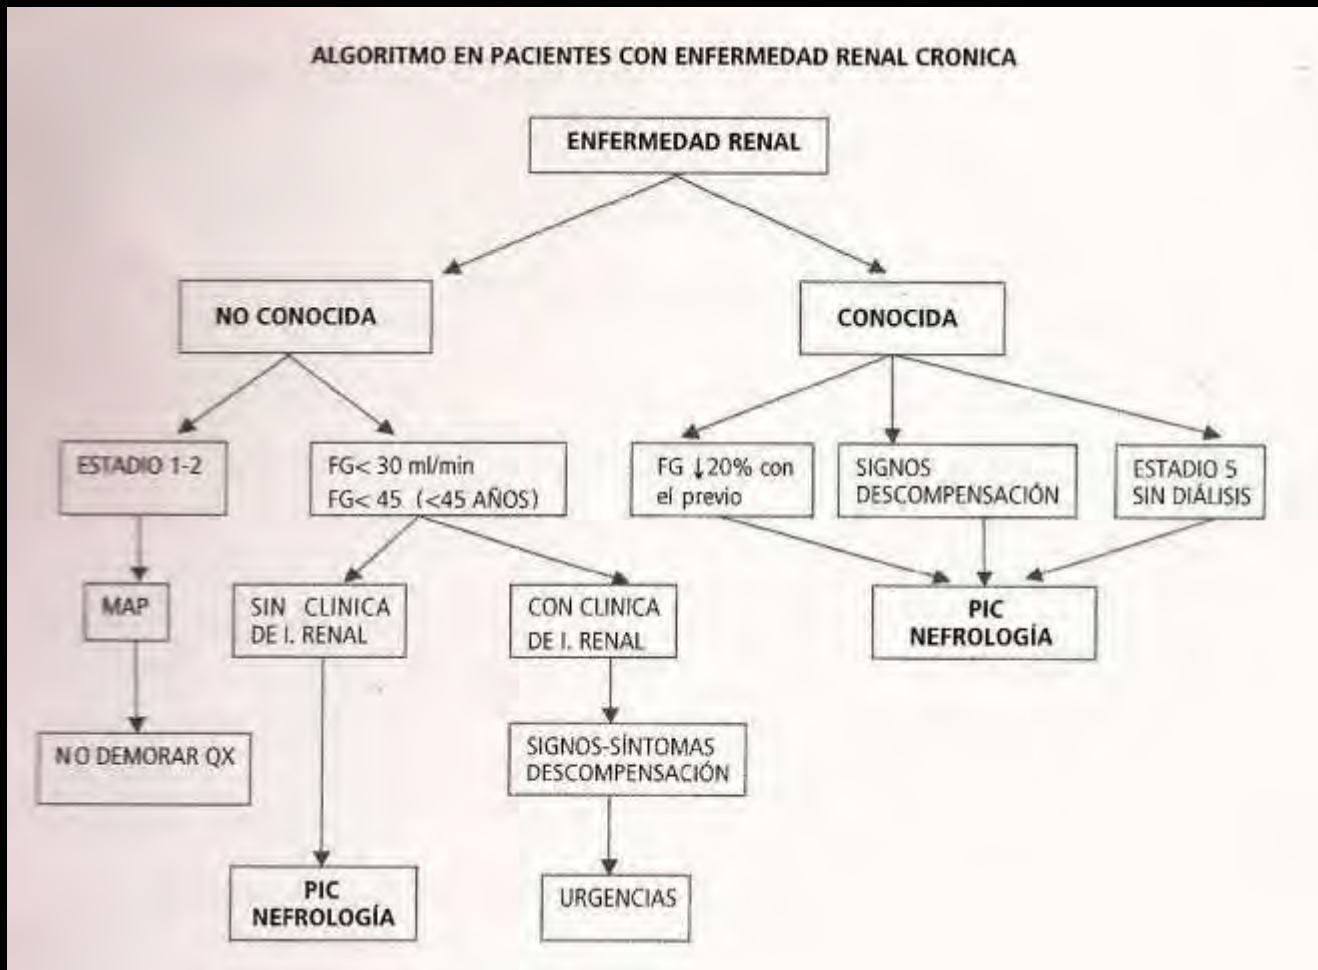 ALGORITMO EN PACIENTES CON ENFERMEDAD RENAL CRONICA
ENFERMEDAD RENAL
NO CONOCIDA
CONOCIDA
ESTADIO 1-2
FG< 30 ml/min
FG< 45 (<45 AÑOS)
FG ↓20% con
el previo
SIGNOS
DESCOMPENSACIÓN
ESTADIO 5
SIN DIÁLISIS
MAP
SIN CLINICA
DE I. RENAL
CON CLINICA
DE I. RENAL
PIC
NEFROLOGÍA
NO DEMORAR QX
SIGNOS-SÍNTOMAS
DESCOMPENSACIÓN
PIC
NEFROLOGÍA
URGENCIAS